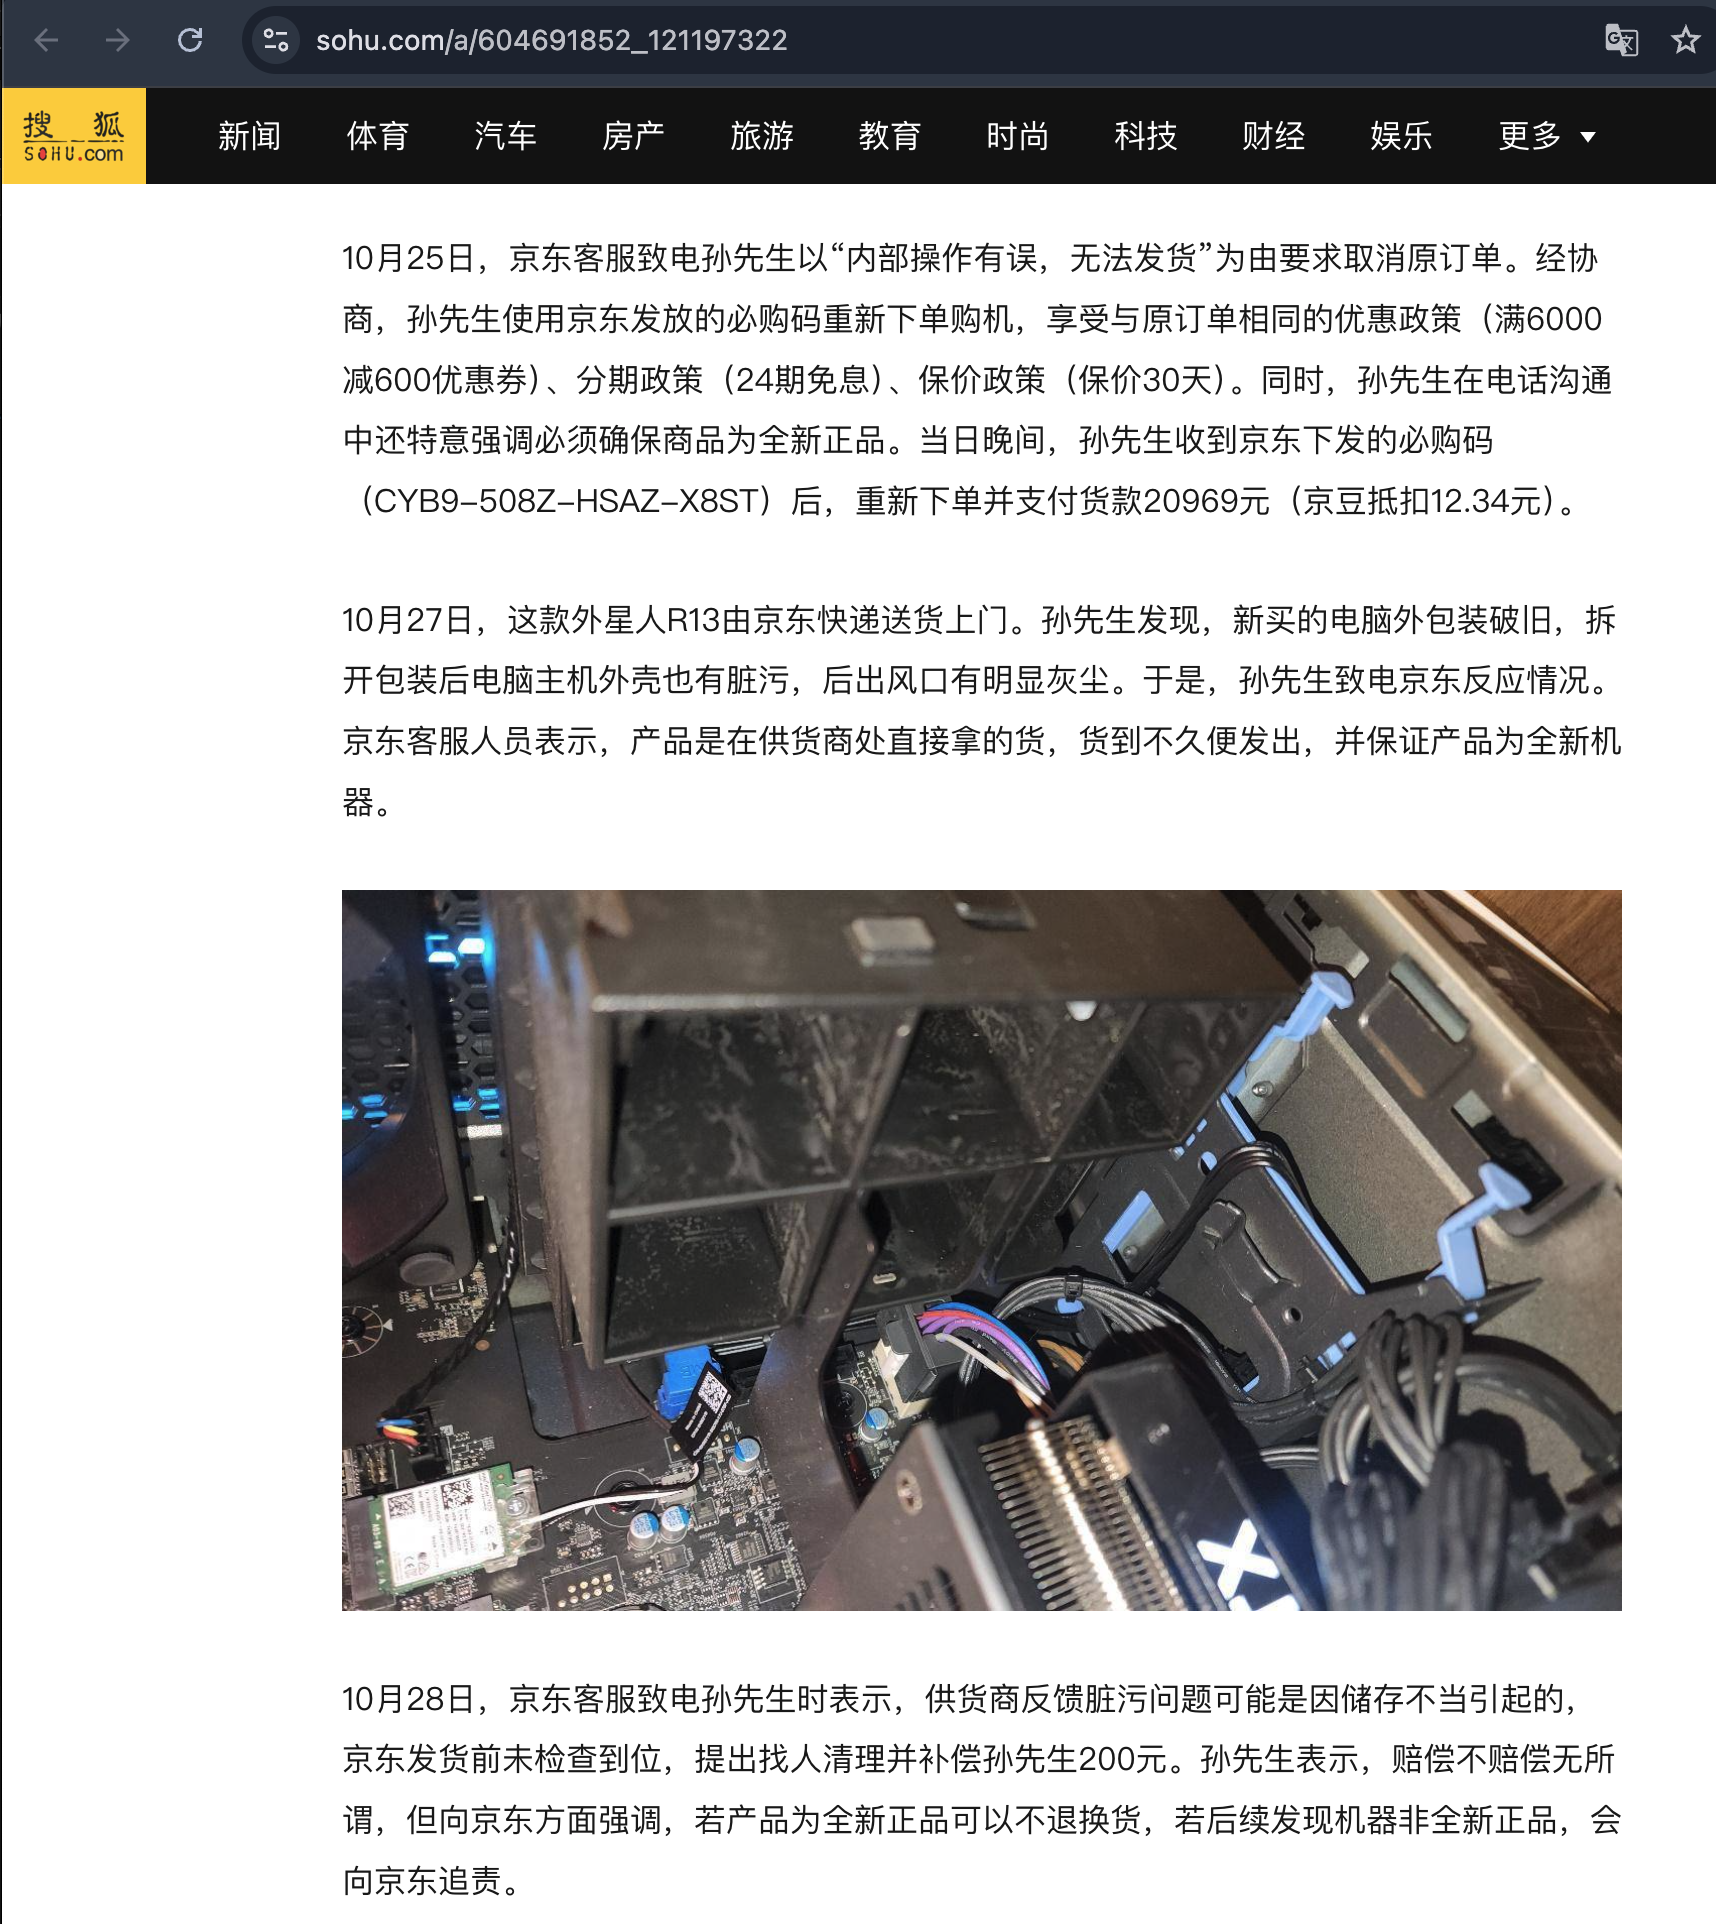 sohu.com/a/604691852_121197322
搜狐
SOHU.com
新闻 体育 汽车 房产 旅游 教育 时尚 科技 财经 娱乐 更多
10月25日，京东客服致电孙先生以“内部操作有误，无法发货”为由要求取消原订单。经协
商，孙先生使用京东发放的必购码重新下单购机，享受与原订单相同的优惠政策（满6000
减600优惠券）、分期政策（24期免息）、保价政策（保价30天）。同时，孙先生在电话沟通
中还特意强调必须确保商品为全新正品。当日晚间，孙先生收到京东下发的必购码
（CYB9-508Z-HSAZ-X8ST）后，重新下单并支付货款20969元（京豆抵扣12.34元）。
10月27日，这款外星人R13由京东快递送货上门。孙先生发现，新买的电脑外包装破旧，拆
开包装后电脑主机外壳也有脏污，后出风口有明显灰尘。于是，孙先生致电京东反应情况。
京东客服人员表示，产品是在供货商处直接拿的货，货到不久便发出，并保证产品为全新机
器。
X
10月28日，京东客服致电孙先生时表示，供货商反馈脏污问题可能是因储存不当引起的，
京东发货前未检查到位，提出找人清理并补偿孙先生200元。孙先生表示，赔偿不赔偿无所
谓，但向京东方面强调，若产品为全新正品可以不退换货，若后续发现机器非全新正品，会
向京东追责。